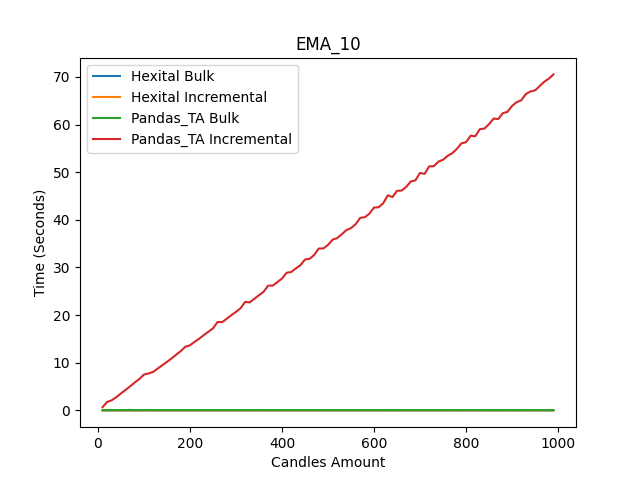 EMA_10
Hexital Bulk
Hexital Incremental
Pandas_TA Bulk
Pandas_TA Incremental
Time (Seconds)
70
60
50
40
30
20
10
0
0 200 400 600 800 1000
Candles Amount